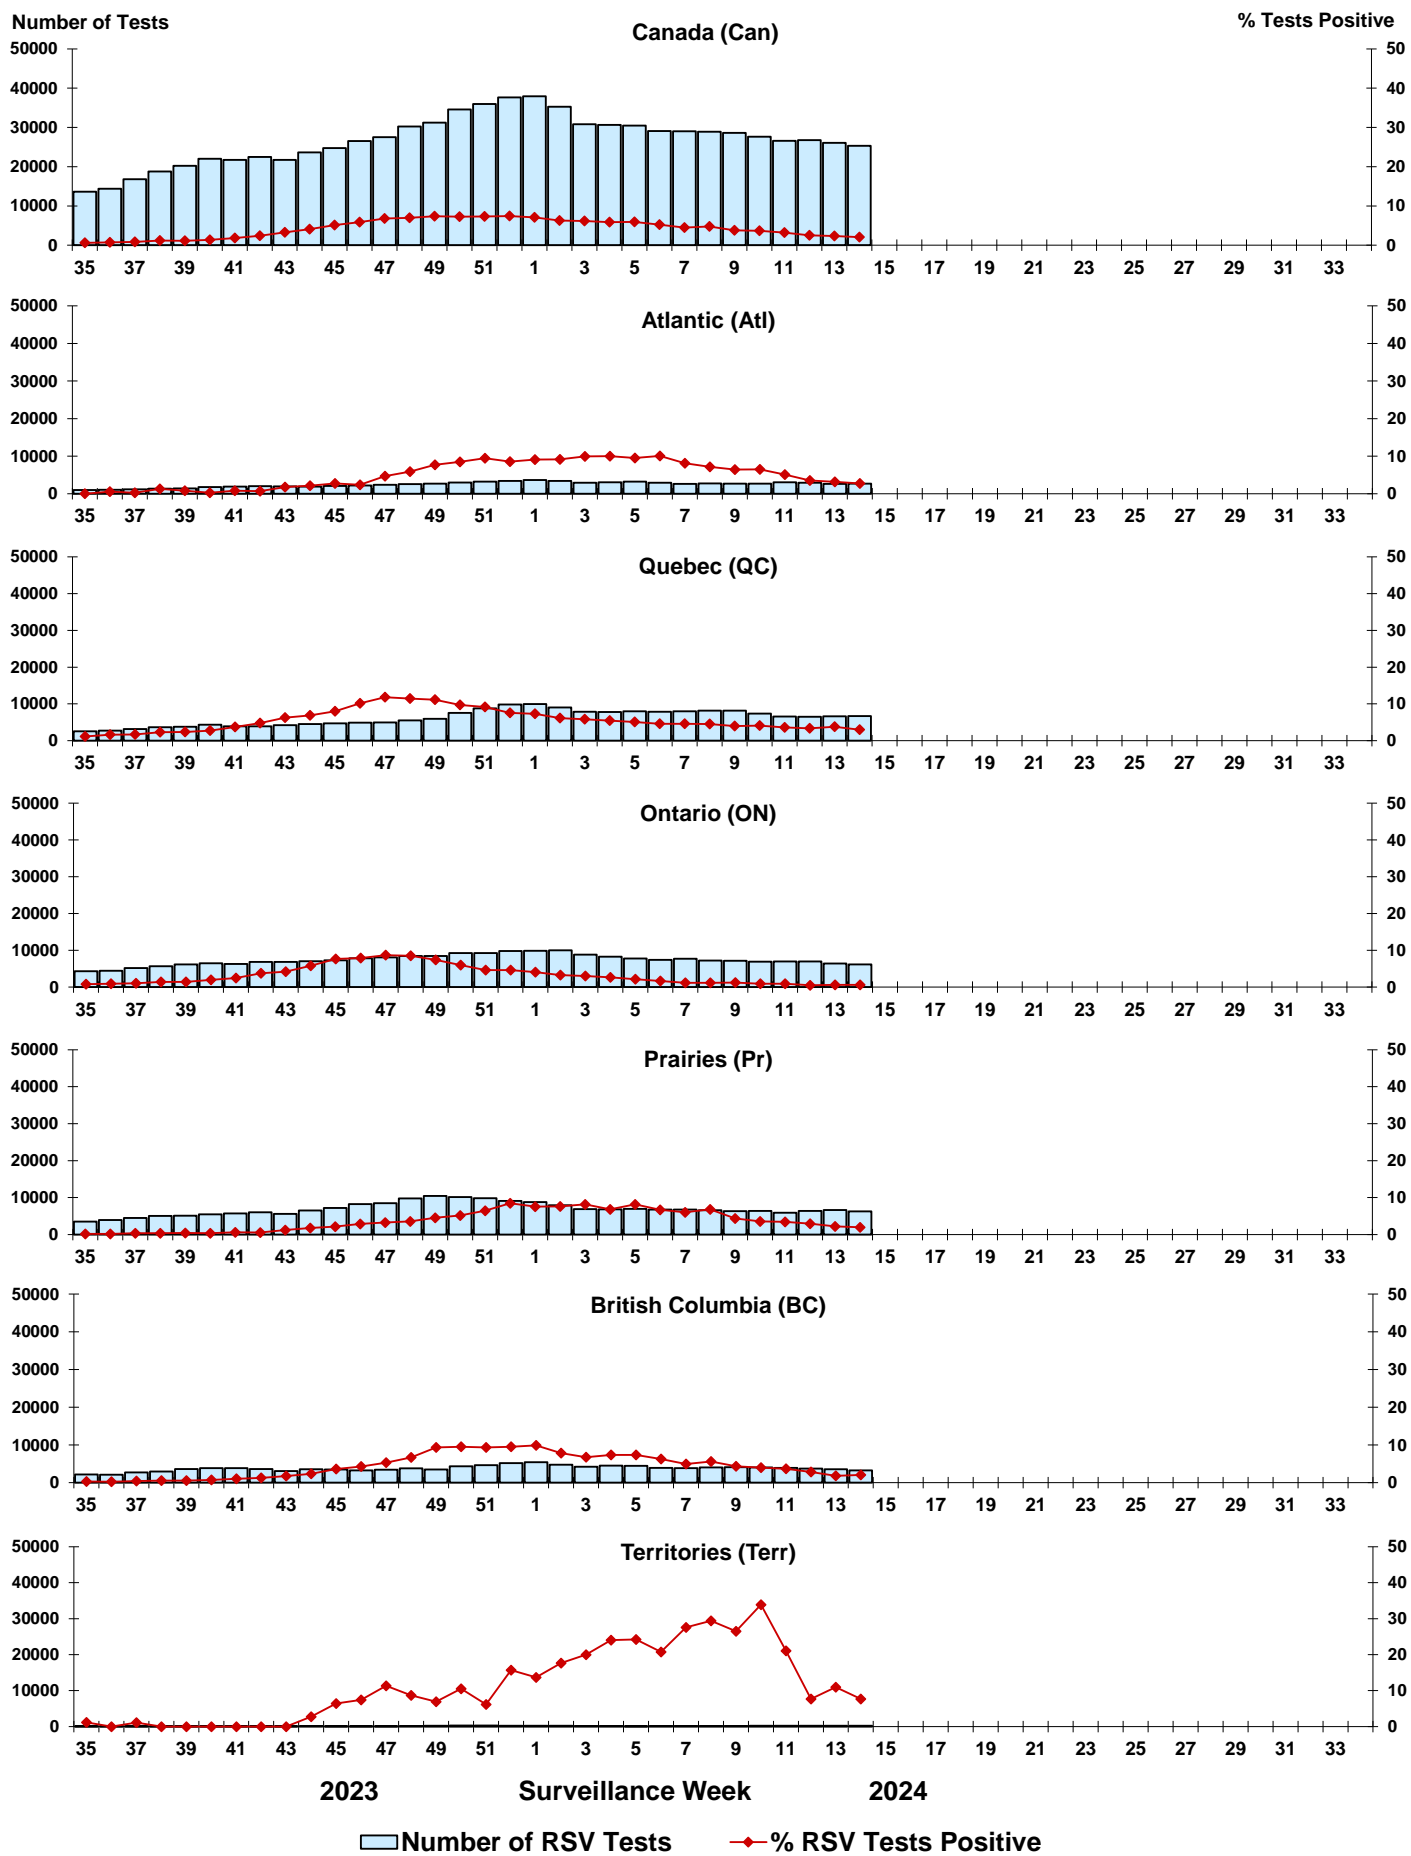 Number of Tests % Tests Positive
Canada (Can)
50000 50
40000 40
30000 30
20000 20
10000 10
0 0
35 37 39 41 43 45 47 49 51 1 3 5 7 9 11 13 15 17 19 21 23 25 27 29 31 33
Atlantic (Atl)
50000 50
40000 40
30000 30
20000 20
10000 10
0 0
35 37 39 41 43 45 47 49 51 1 3 5 7 9 11 13 15 17 19 21 23 25 27 29 31 33
Quebec (QC)
50000 50
40000 40
30000 30
20000 20
10000 10
0 0
35 37 39 41 43 45 47 49 51 1 3 5 7 9 11 13 15 17 19 21 23 25 27 29 31 33
Ontario (ON)
50000 50
40000 40
30000 30
20000 20
10000 10
0 0
35 37 39 41 43 45 47 49 51 1 3 5 7 9 11 13 15 17 19 21 23 25 27 29 31 33
Prairies (Pr)
50000 50
40000 40
30000 30
20000 20
10000 10
0 0
35 37 39 41 43 45 47 49 51 1 3 5 7 9 11 13 15 17 19 21 23 25 27 29 31 33
British Columbia (BC)
50000 50
40000 40
30000 30
20000 20
10000 10
0 0
35 37 39 41 43 45 47 49 51 1 3 5 7 9 11 13 15 17 19 21 23 25 27 29 31 33
Territories (Terr)
50000 50
40000 40
30000 30
20000 20
10000 10
0 0
35 37 39 41 43 45 47 49 51 1 3 5 7 9 11 13 15 17 19 21 23 25 27 29 31 33
2023 Surveillance Week 2024
Number of RSV Tests % RSV Tests Positive